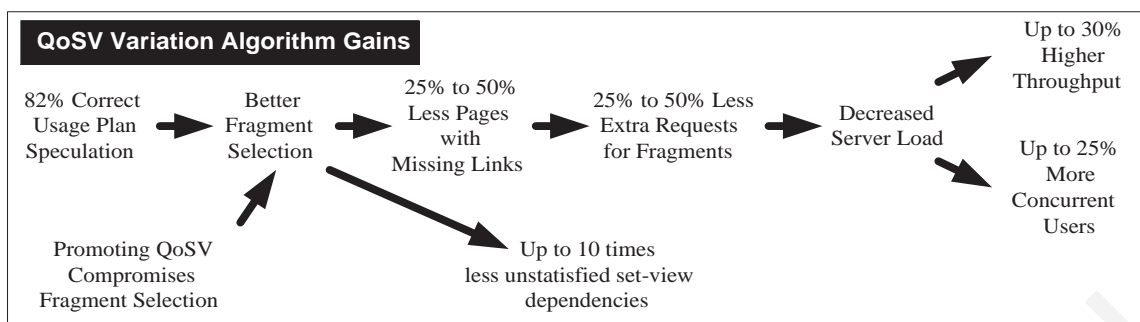 QoSV Variation Algorithm Gains
82% Correct
Usage Plan
Speculation
Better
Fragment
Selection
25% to 50%
Less Pages
with
Missing Links
25% to 50% Less
Extra Requests
for Fragments
Decreased
Server Load
Up to 30%
Higher
Throughput
Up to 25%
More
Concurrent
Users
Promoting QoSV
Compromises
Fragment Selection
Up to 10 times
less unstatisfied set-view
dependencies